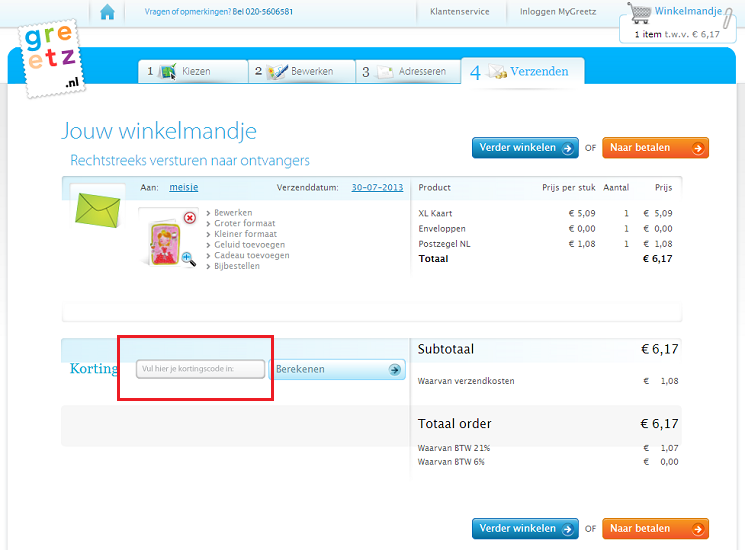 Vragen of opmerkingen? Bel 020-5606581
Klantenservice
Inloggen MyGreetz
Winkelmandje
1 item t.w.v. € 6,17
greetz.nl
1 Kiezen
2 Bewerken
3 Adresseren
4 Verzenden
Jouw winkelmandje
Verder winkelen OF Naar betalen
Rechtstreeks versturen naar ontvangers
Aan: meisje Verzenddatum: 30-07-2013
Bewerken
Groter formaat
Kleiner formaat
Geluid toevoegen
Cadeau toevoegen
Bijbestellen
Product Prijs per stuk Aantal Prijs
XL Kaart € 5,09 1 € 5,09
Enveloppen € 0,00 1 € 0,00
Postzegel NL € 1,08 1 € 1,08
Totaal € 6,17
Korting Vul hier je kortingscode in: Berekenen
Subtotaal € 6,17
Waarvan verzendkosten € 1,08
Totaal order € 6,17
Waarvan BTW 21% € 1,07
Waarvan BTW 6% € 0,00
Verder winkelen OF Naar betalen